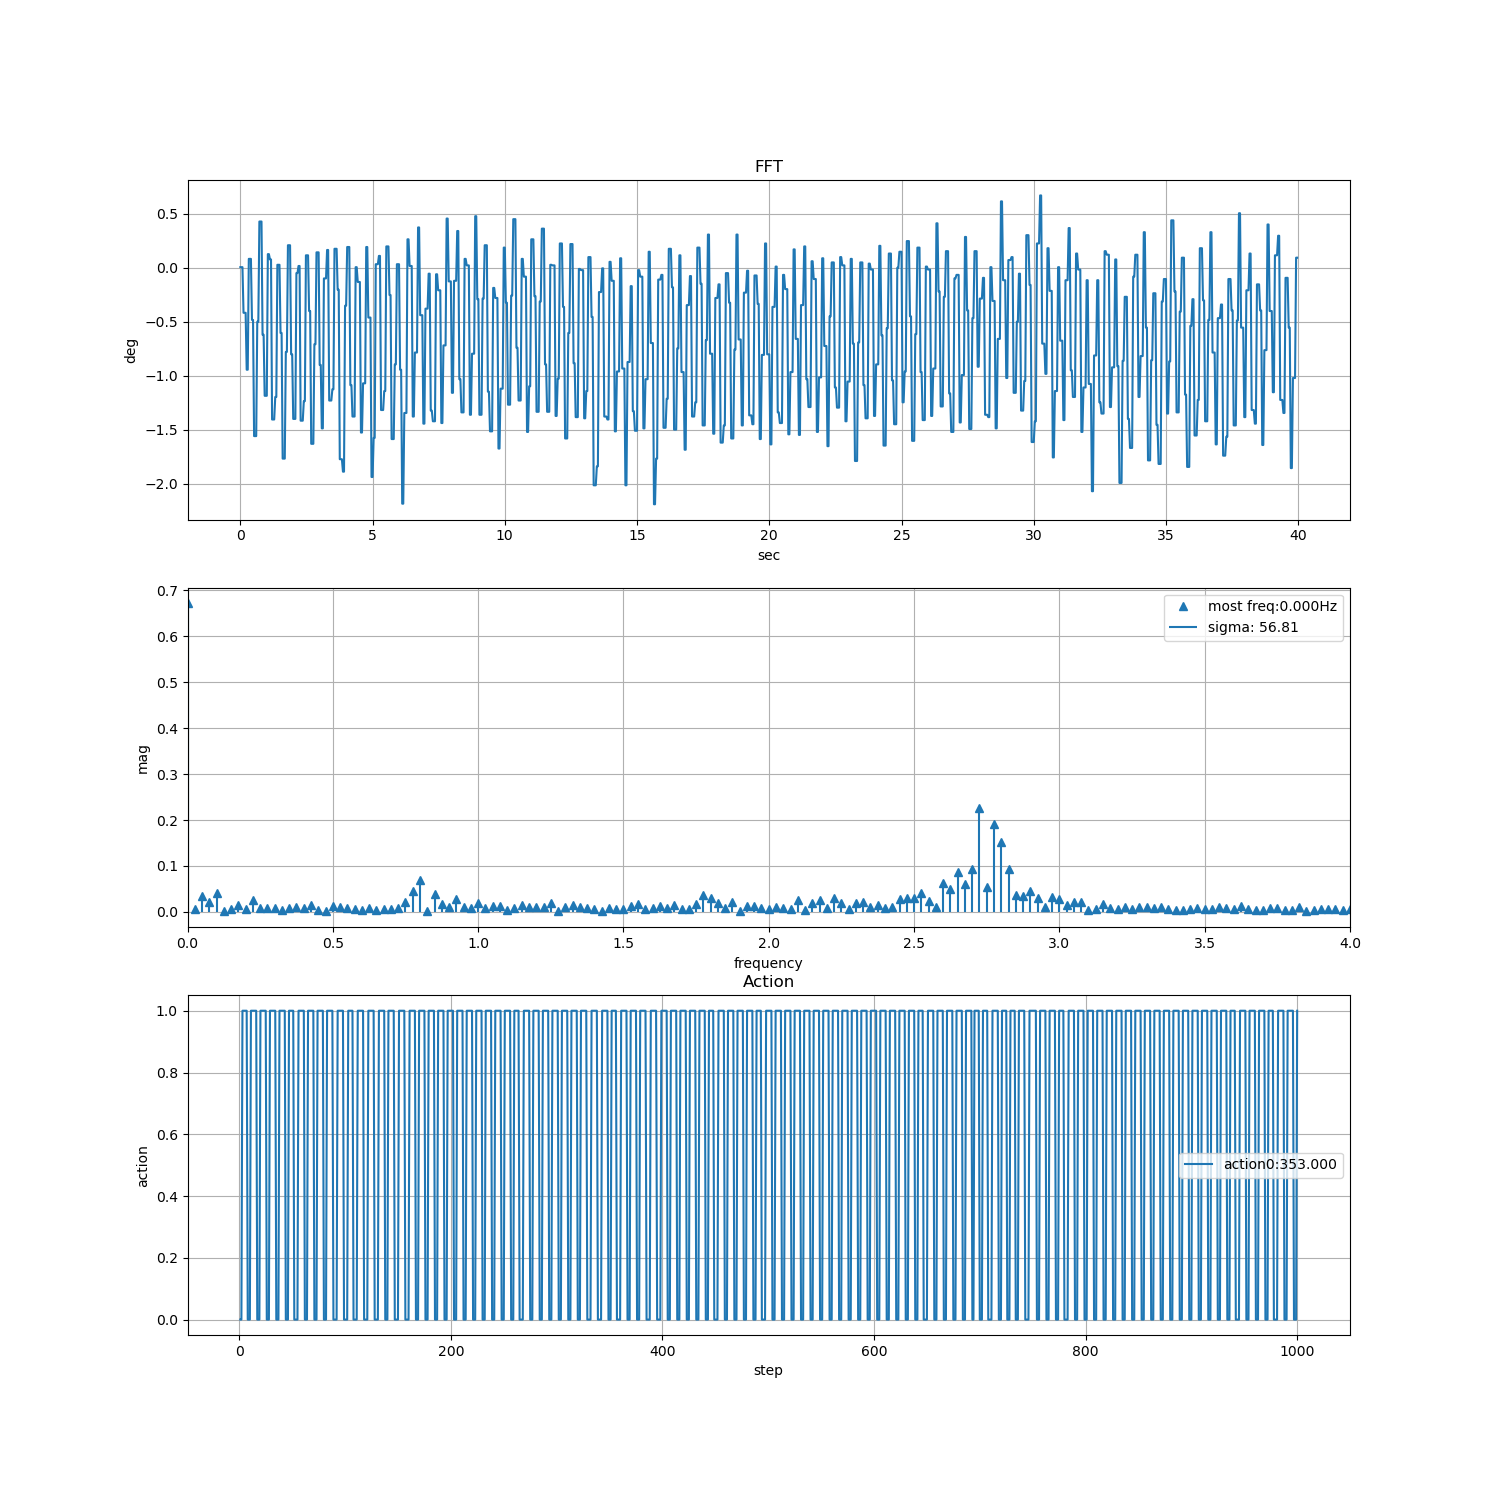 FFT
0.5
0.0
−0.5
−1.0
−1.5
−2.0
deg
0 5 10 15 20 25 30 35 40
sec
0.7
0.6
0.5
0.4
0.3
0.2
0.1
0.0
mag
most freq:0.000Hz
sigma: 56.81
0.0 0.5 1.0 1.5 2.0 2.5 3.0 3.5 4.0
frequency
Action
1.0
0.8
0.6
0.4
0.2
0.0
action
action0:353.000
0 200 400 600 800 1000
step